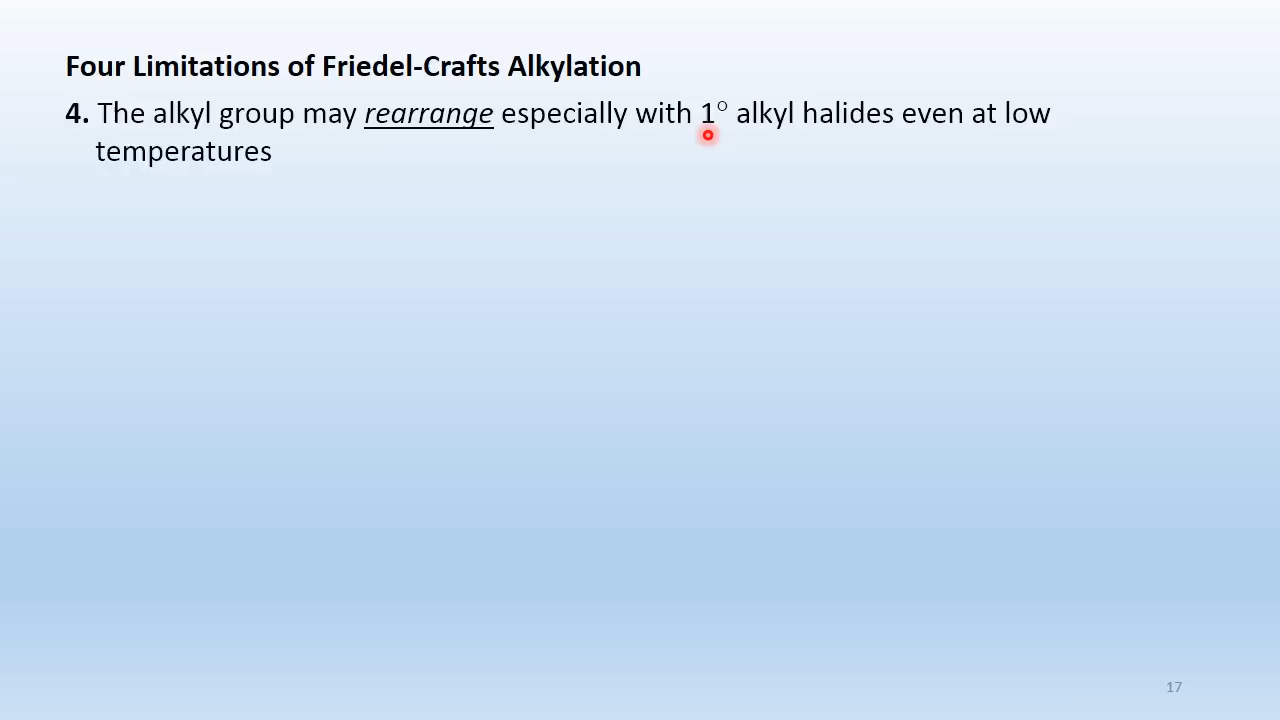 Four Limitations of Friedel-Crafts Alkylation
4. The alkyl group may rearrange especially with 1° alkyl halides even at low
temperatures
17